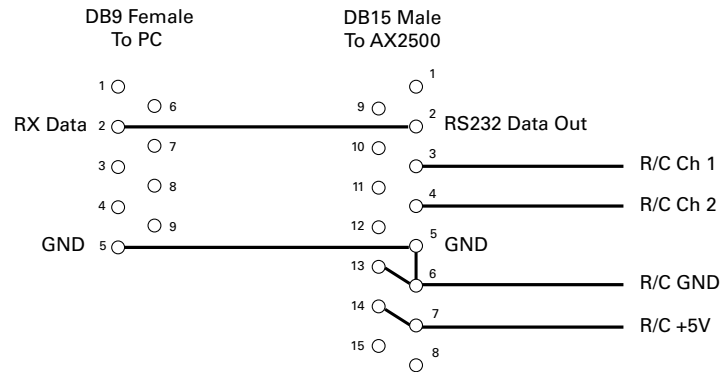 DB9 Female
To PC
DB15 Male
To AX2500
1
1
6
9
RX Data 2
2 RS232 Data Out
7
10
3
3 R/C Ch 1
8
11
4
4 R/C Ch 2
9
12
GND 5
5 GND
13
6 R/C GND
14
7 R/C +5V
15
8